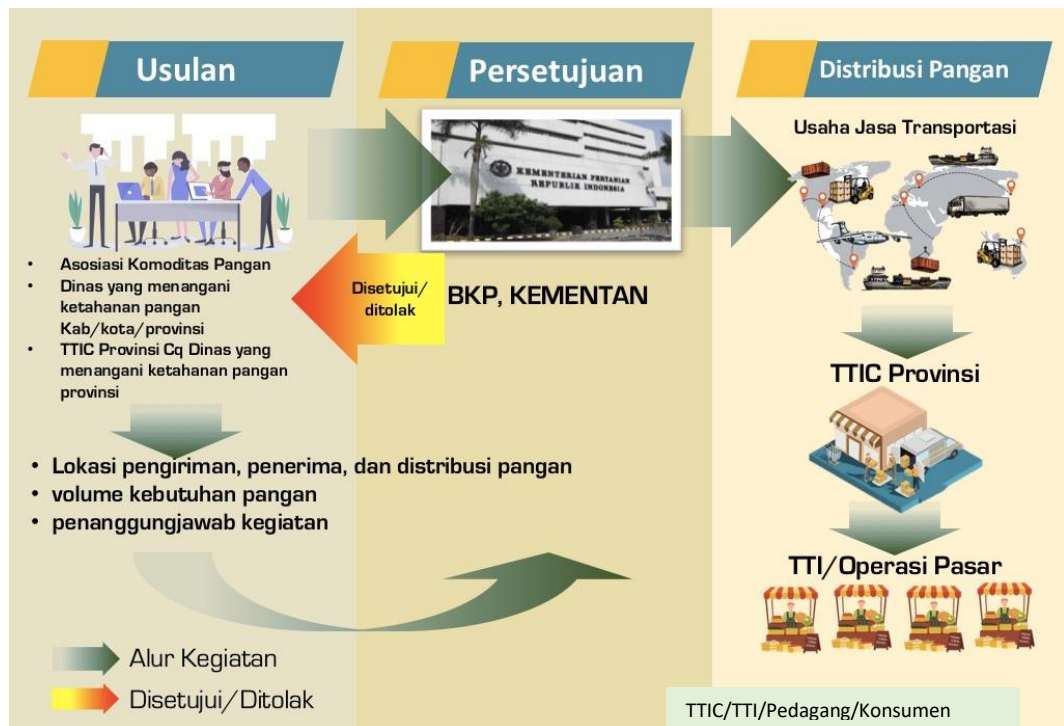 Usulan
Persetujuan
Distribusi Pangan
Usaha Jasa Transportasi
KEMENTERIAN PERTANIAN
REPUBLIK INDONESIA
• Asosiasi Komoditas Pangan
• Dinas yang menangani
ketahanan pangan
Kab/kota/provinsi
• TTIC Provinsi Cq Dinas yang
menangani ketahanan pangan
provinsi
Disetujui/
ditolak
BKP, KEMENTAN
TTIC Provinsi
• Lokasi pengiriman, penerima, dan distribusi pangan
• volume kebutuhan pangan
• penanggungjawab kegiatan
TTI/Operasi Pasar
Alur Kegiatan
Disetujui/Ditolak
TTIC/TTI/Pedagang/Konsumen